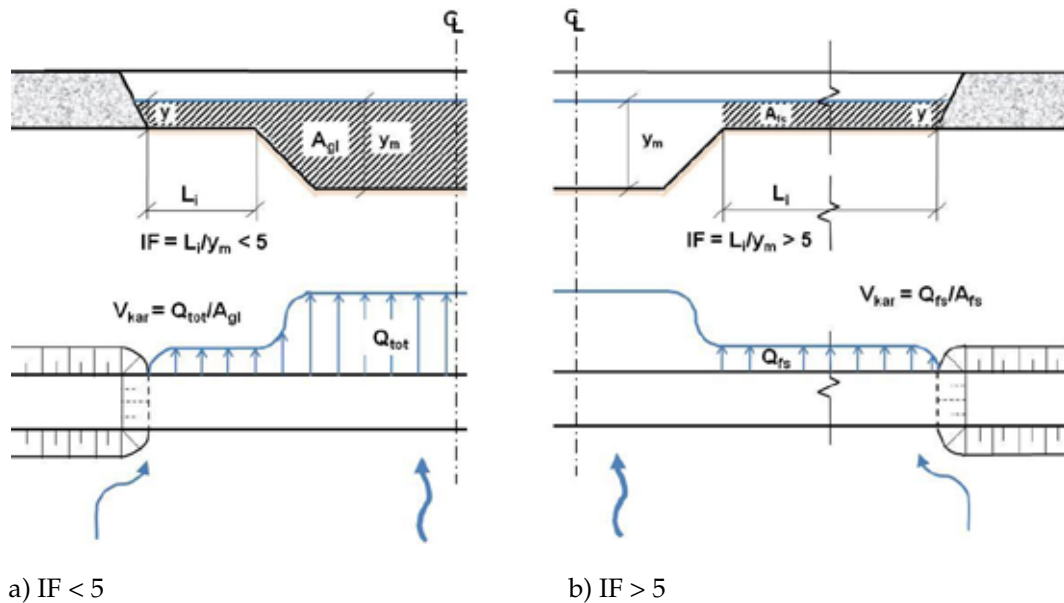 ℄
y
A_gl
y_m
L_i
IF = L_i/y_m < 5
V_kar = Q_tot/A_gl
Q_tot
a) IF < 5
℄
A_fs
y
y_m
L_i
IF = L_i/y_m > 5
V_kar = Q_fs/A_fs
Q_fs
b) IF > 5